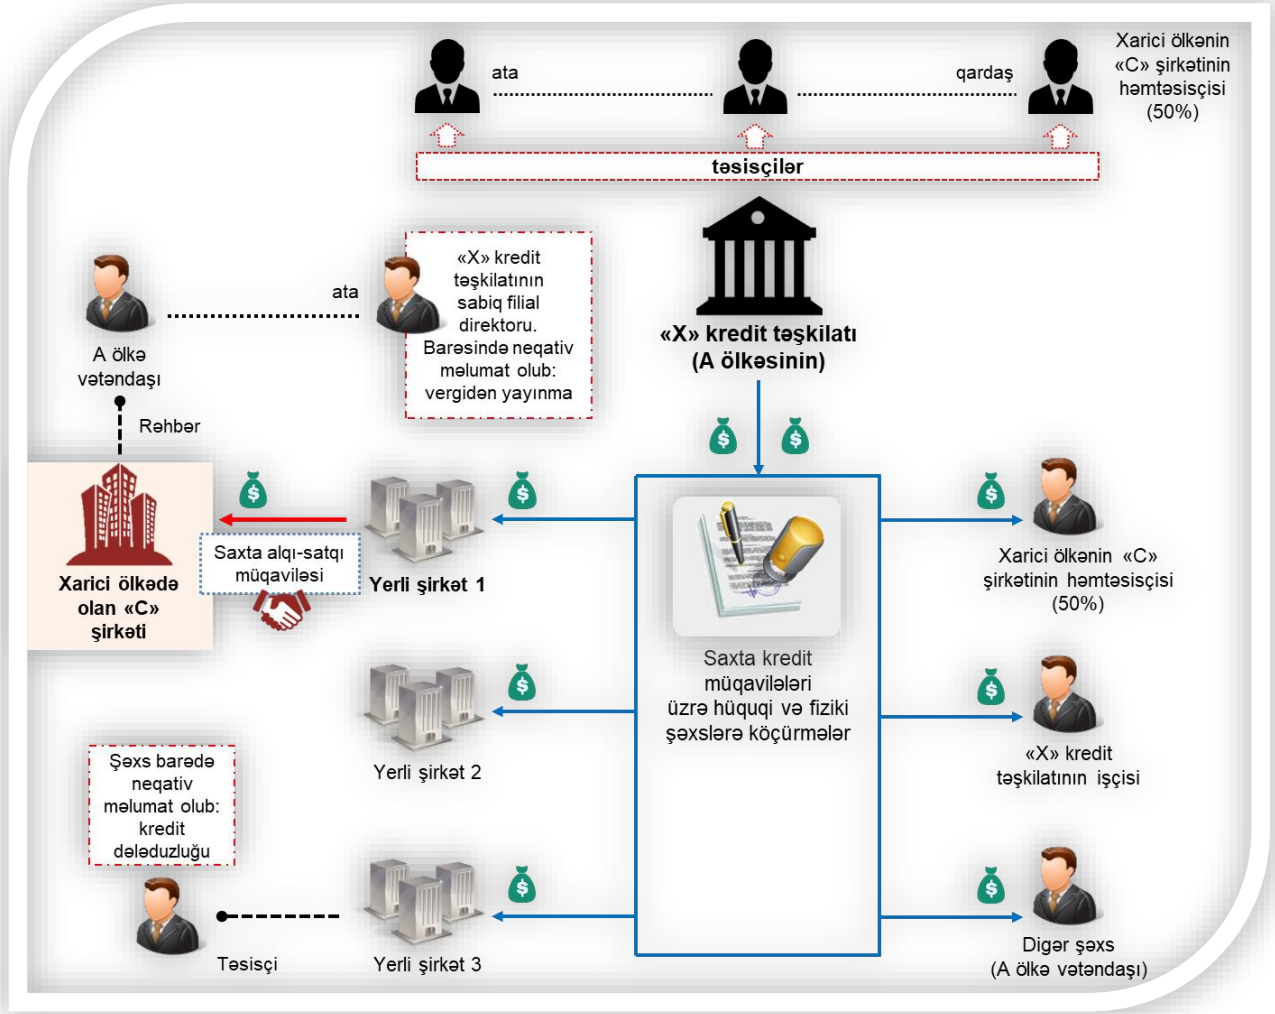 Xarici ölkənin
«C» şirkətinin
həmtəsisçisi
(50%)
ata
qardaş
təsisçilər
«X» kredit
təşkilatının
sabiq filial
direktoru.
Barəsində neqativ
məlumat olub:
vergidən yayınma
ata
A ölkə
vətəndaşı
«X» kredit təşkilatı
(A ölkəsinin)
Rəhbər
$
$
$
$
$
Saxta alqı-satqı
müqaviləsi
Xarici ölkədə
olan «C»
şirkəti
Yerli şirkət 1
Xarici ölkənin «C»
şirkətinin həmtəsisçisi
(50%)
Saxta kredit
müqavilələri
üzrə hüquqi və fiziki
şəxslərə köçürmələr
$
$
Yerli şirkət 2
«X» kredit
təşkilatının işçisi
Şəxs barədə
neqativ
məlumat olub:
kredit
dələduzluğu
$
$
Təsisçi
Yerli şirkət 3
Digər şəxs
(A ölkə vətəndaşı)